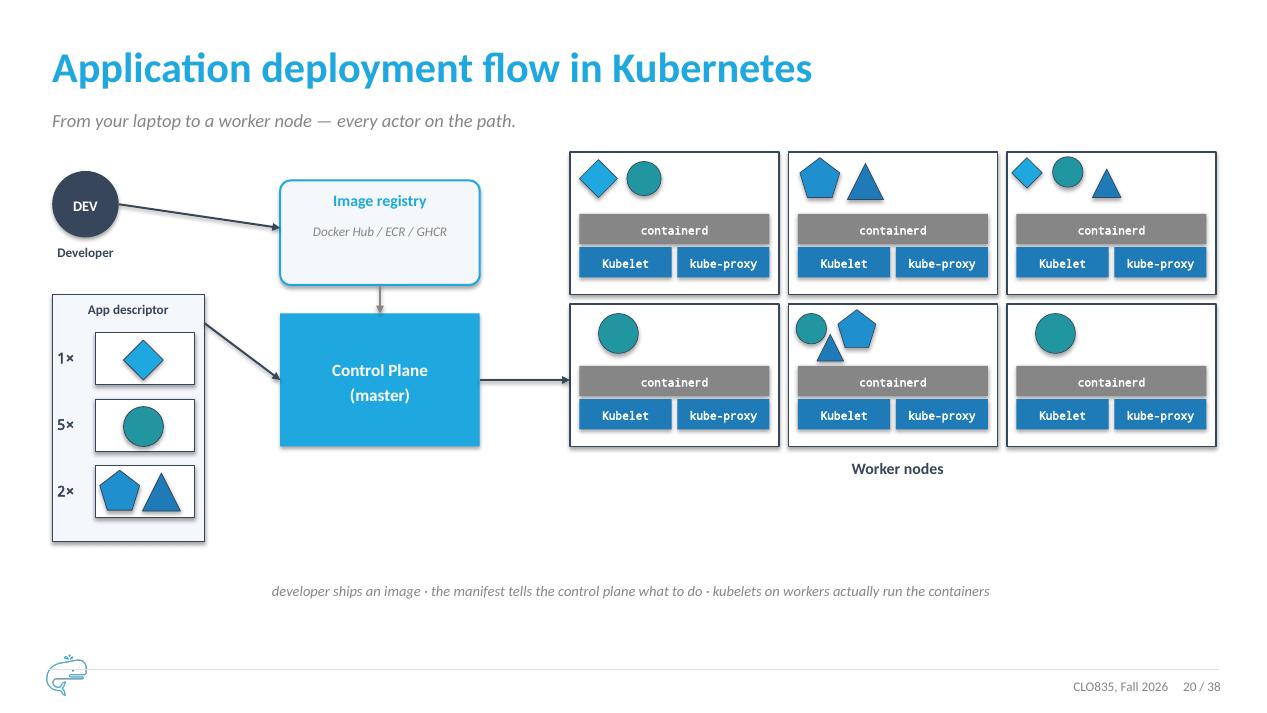 Application deployment flow in Kubernetes
From your laptop to a worker node — every actor on the path.
DEV
Developer
Image registry
Docker Hub / ECR / GHCR
App descriptor
1×
5×
2×
Control Plane
(master)
containerd
Kubelet
kube-proxy
containerd
Kubelet
kube-proxy
containerd
Kubelet
kube-proxy
containerd
Kubelet
kube-proxy
containerd
Kubelet
kube-proxy
containerd
Kubelet
kube-proxy
Worker nodes
developer ships an image · the manifest tells the control plane what to do · kubelets on workers actually run the containers
CLO835, Fall 2026 20 / 38